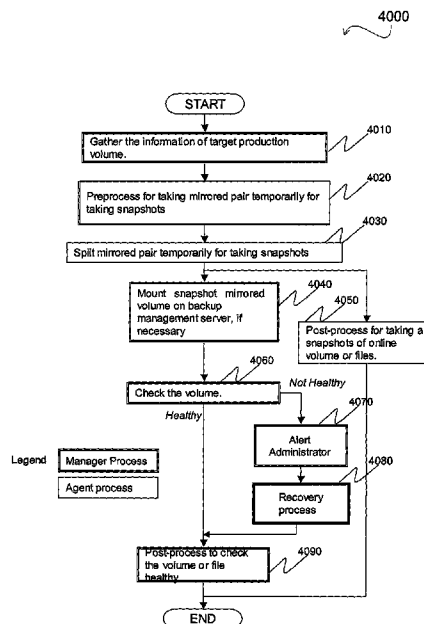 4000
START
Gather the information of target production
volume.
4010
Preprocess for taking mirrored pair temporarily for
taking snapshots
4020
Split mirrored pair temporarily for taking snapshots
4030
Mount snapshot mirrored
volume on backup
management server, if
necessary
4040
4050
Post-process for taking a
snapshots of online
volume or files.
4060
Check the volume.
Not Healthy
Healthy
4070
Alert
Administrator
4080
Recovery
process
Legend
Manager Process
Agent process
Post-process to check
the volume or file
healthy
4090
END